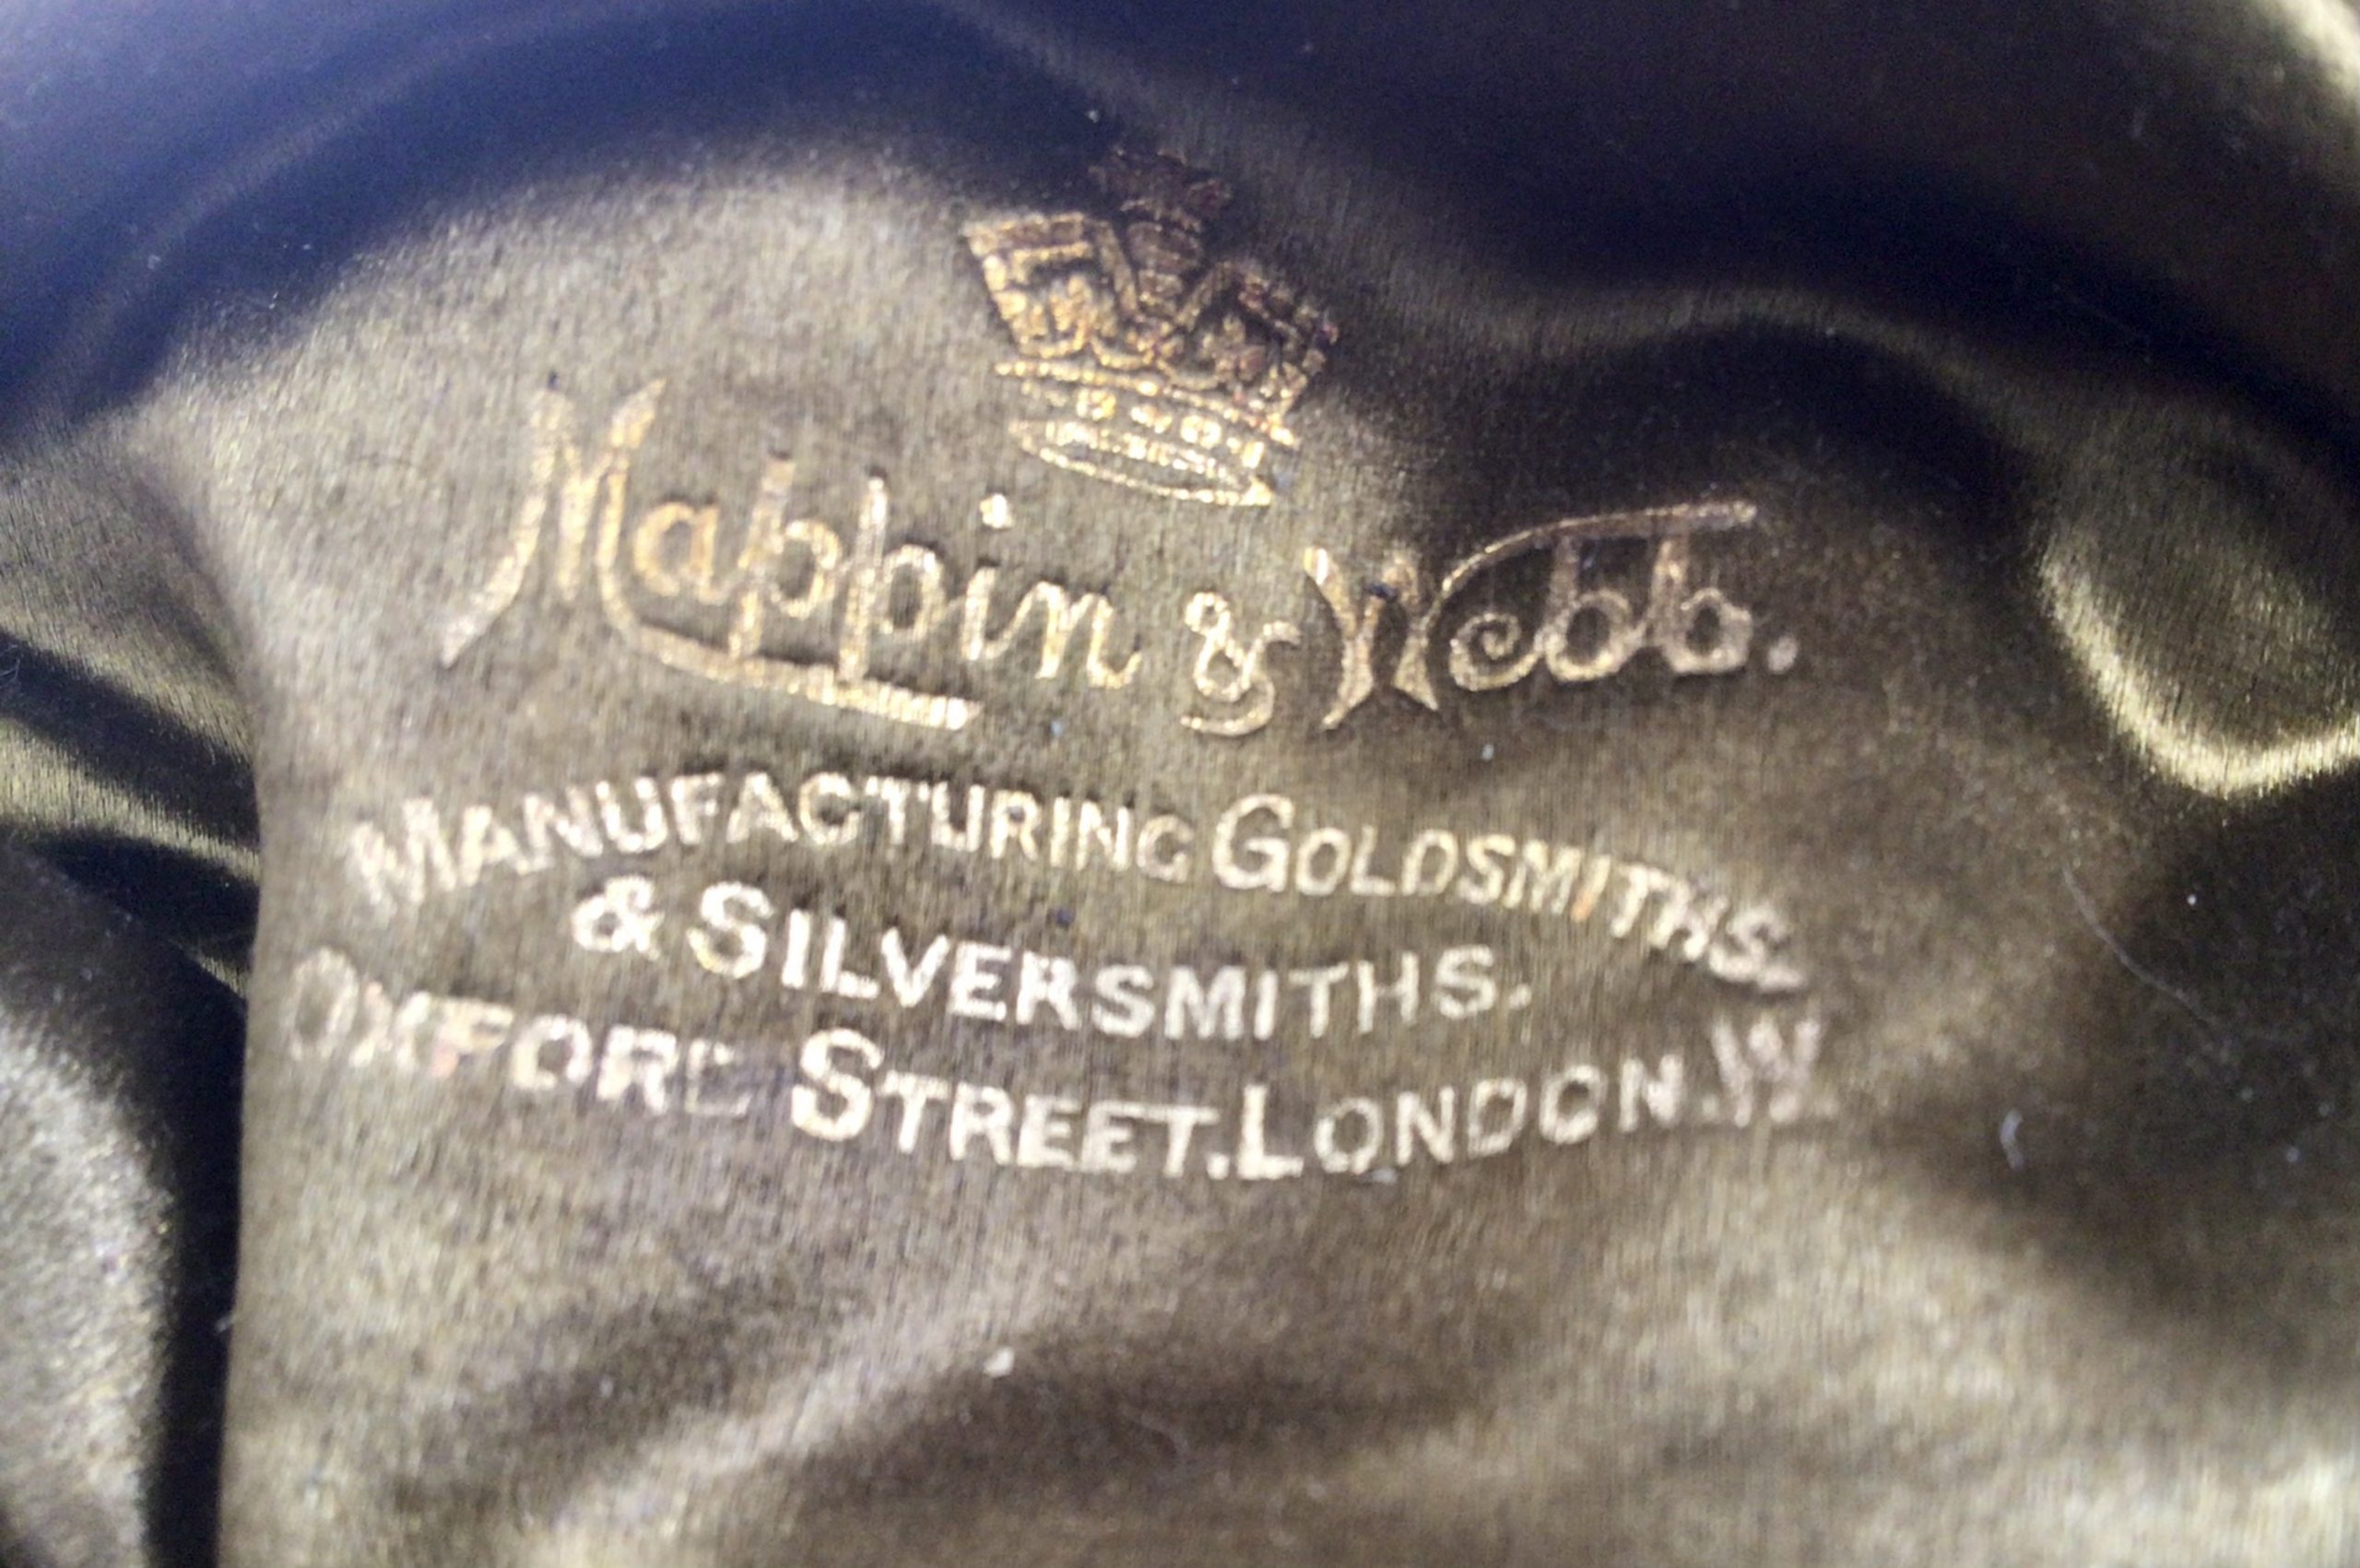 Mappin & Webb.
MANUFACTURING GOLDSMITHS.
& SILVERSMITHS.
OXFORD STREET. LONDON. W